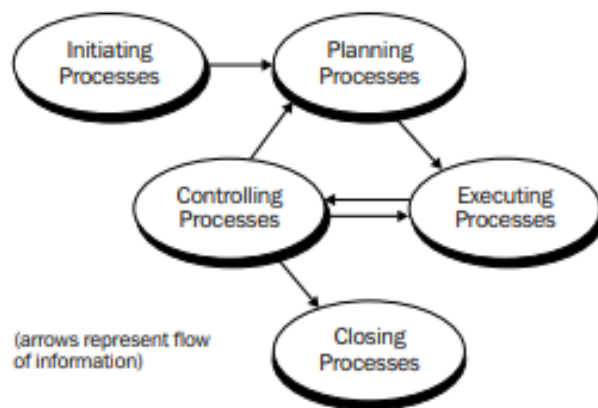 Initiating
Processes
Planning
Processes
Controlling
Processes
Executing
Processes
Closing
Processes
(arrows represent flow
of information)